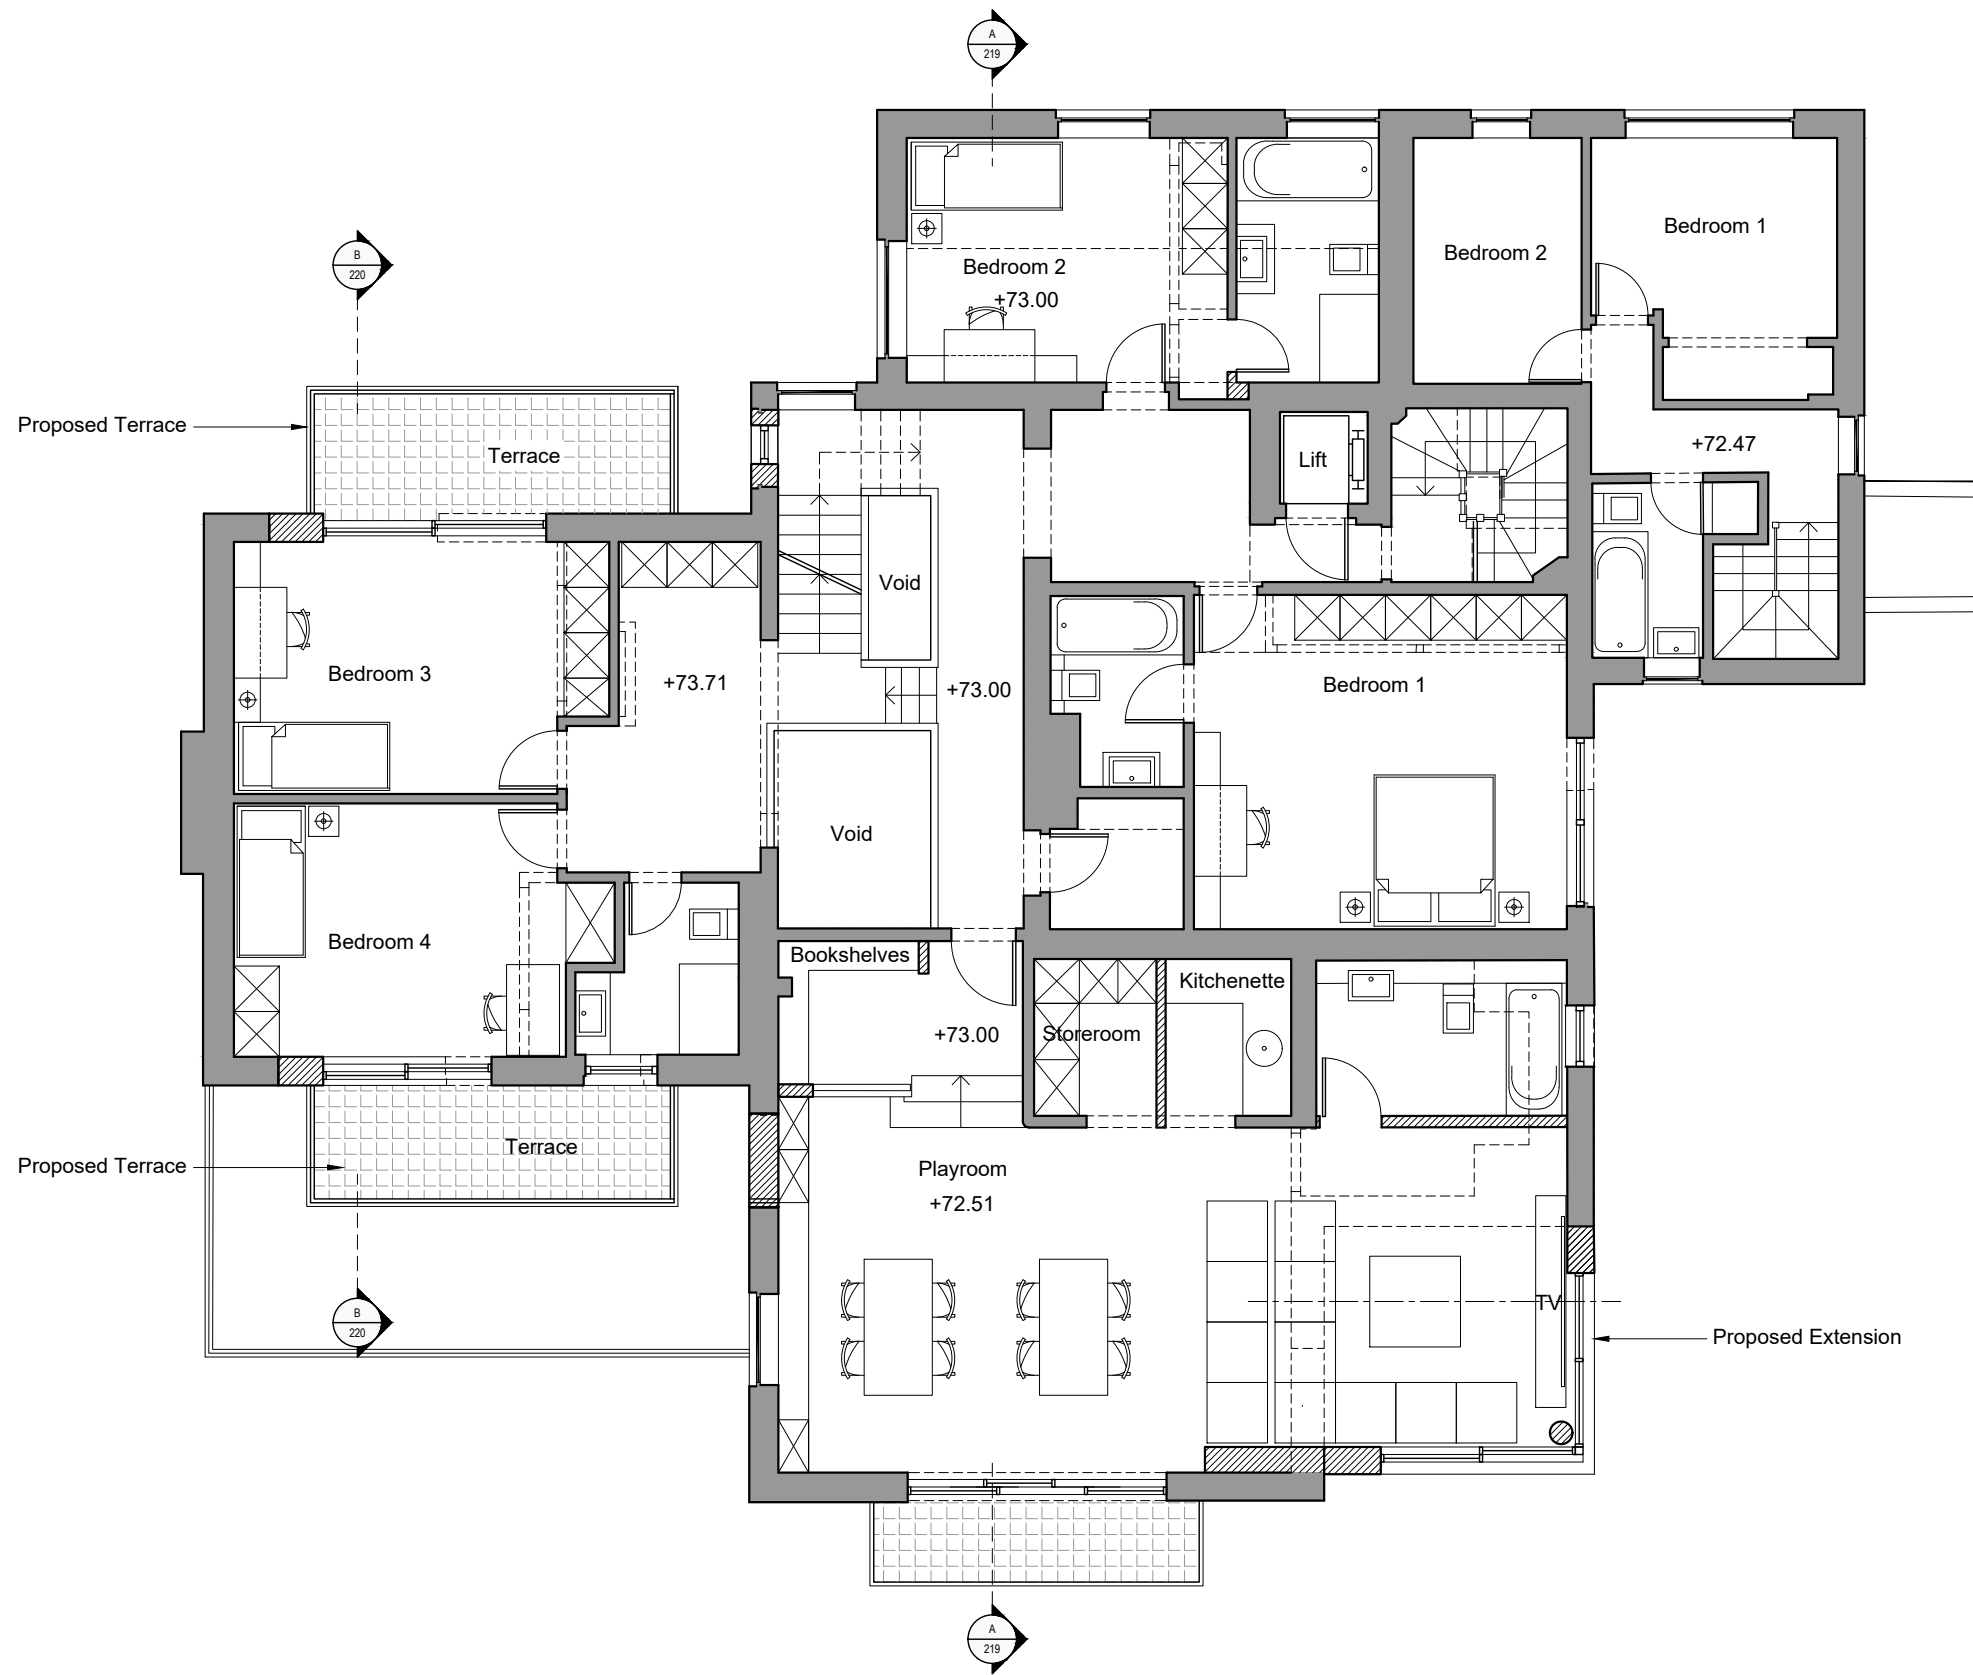 A
219
B
220
Bedroom 1
Bedroom 2
Bedroom 2
+73.00
Proposed Terrace
Terrace
+72.47
Lift
Void
Bedroom 3
+73.71
+73.00
Bedroom 1
Void
Bedroom 4
Bookshelves
Kitchenette
+73.00
Storeroom
Terrace
Proposed Terrace
Playroom
+72.51
TV
B
220
Proposed Extension
A
219